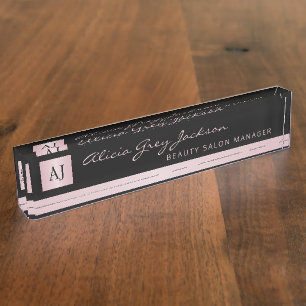 AJ
Alicia Grey Jackson
BEAUTY SALON MANAGER